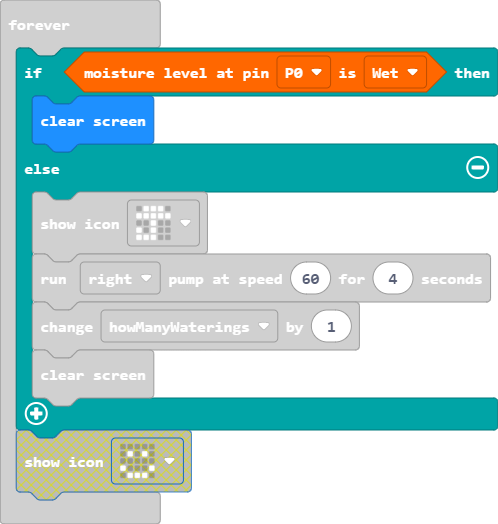 forever
if moisture level at pin P0 is Wet then
clear screen
else
show icon
run right pump at speed 60 for 4 seconds
change howManyWaterings by 1
clear screen
show icon